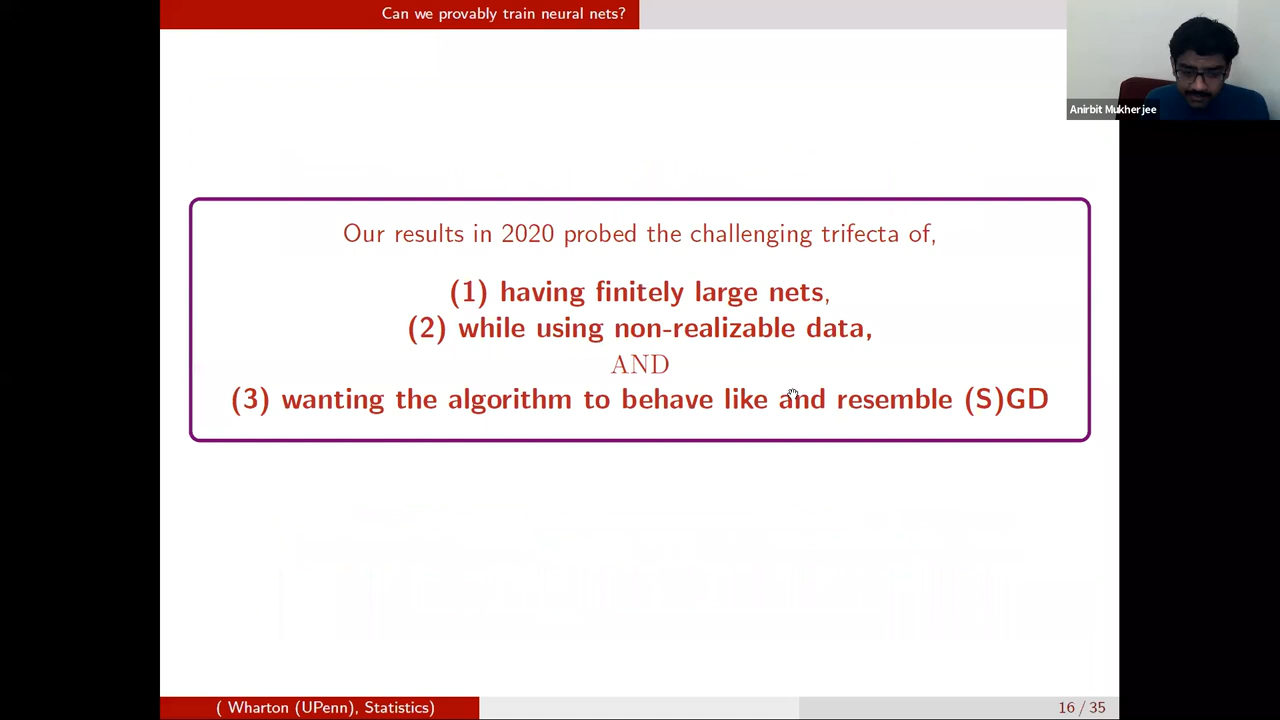 Can we provably train neural nets?
Anirbit Mukherjee
Our results in 2020 probed the challenging trifecta of,
(1) having finitely large nets,
(2) while using non-realizable data,
AND
(3) wanting the algorithm to behave like and resemble (S)GD
( Wharton (UPenn), Statistics)
16 / 35